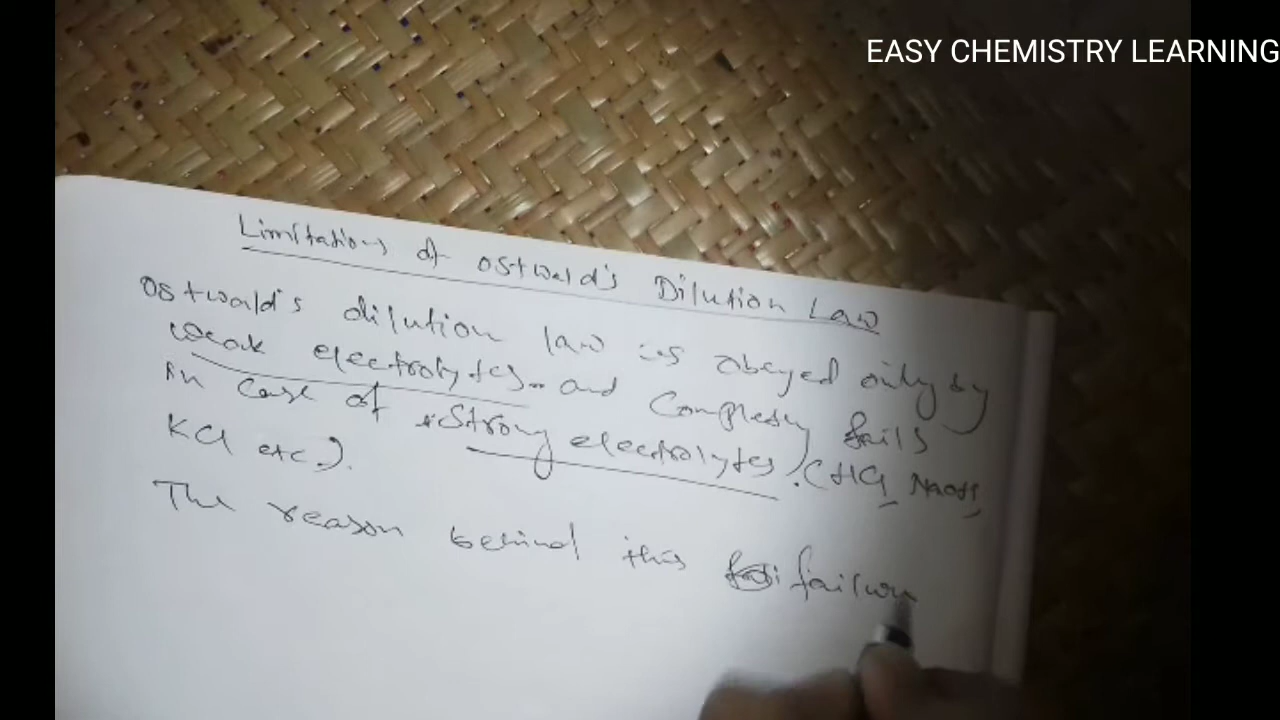 EASY CHEMISTRY LEARNING
Limitations of Ostwald's Dilution Law
Ostwald's dilution law is obeyed only by
weak electrolytes and completely fails
in case of strong electrolytes. (HCl, NaOH,
KCl etc.).
The reason behind this failure